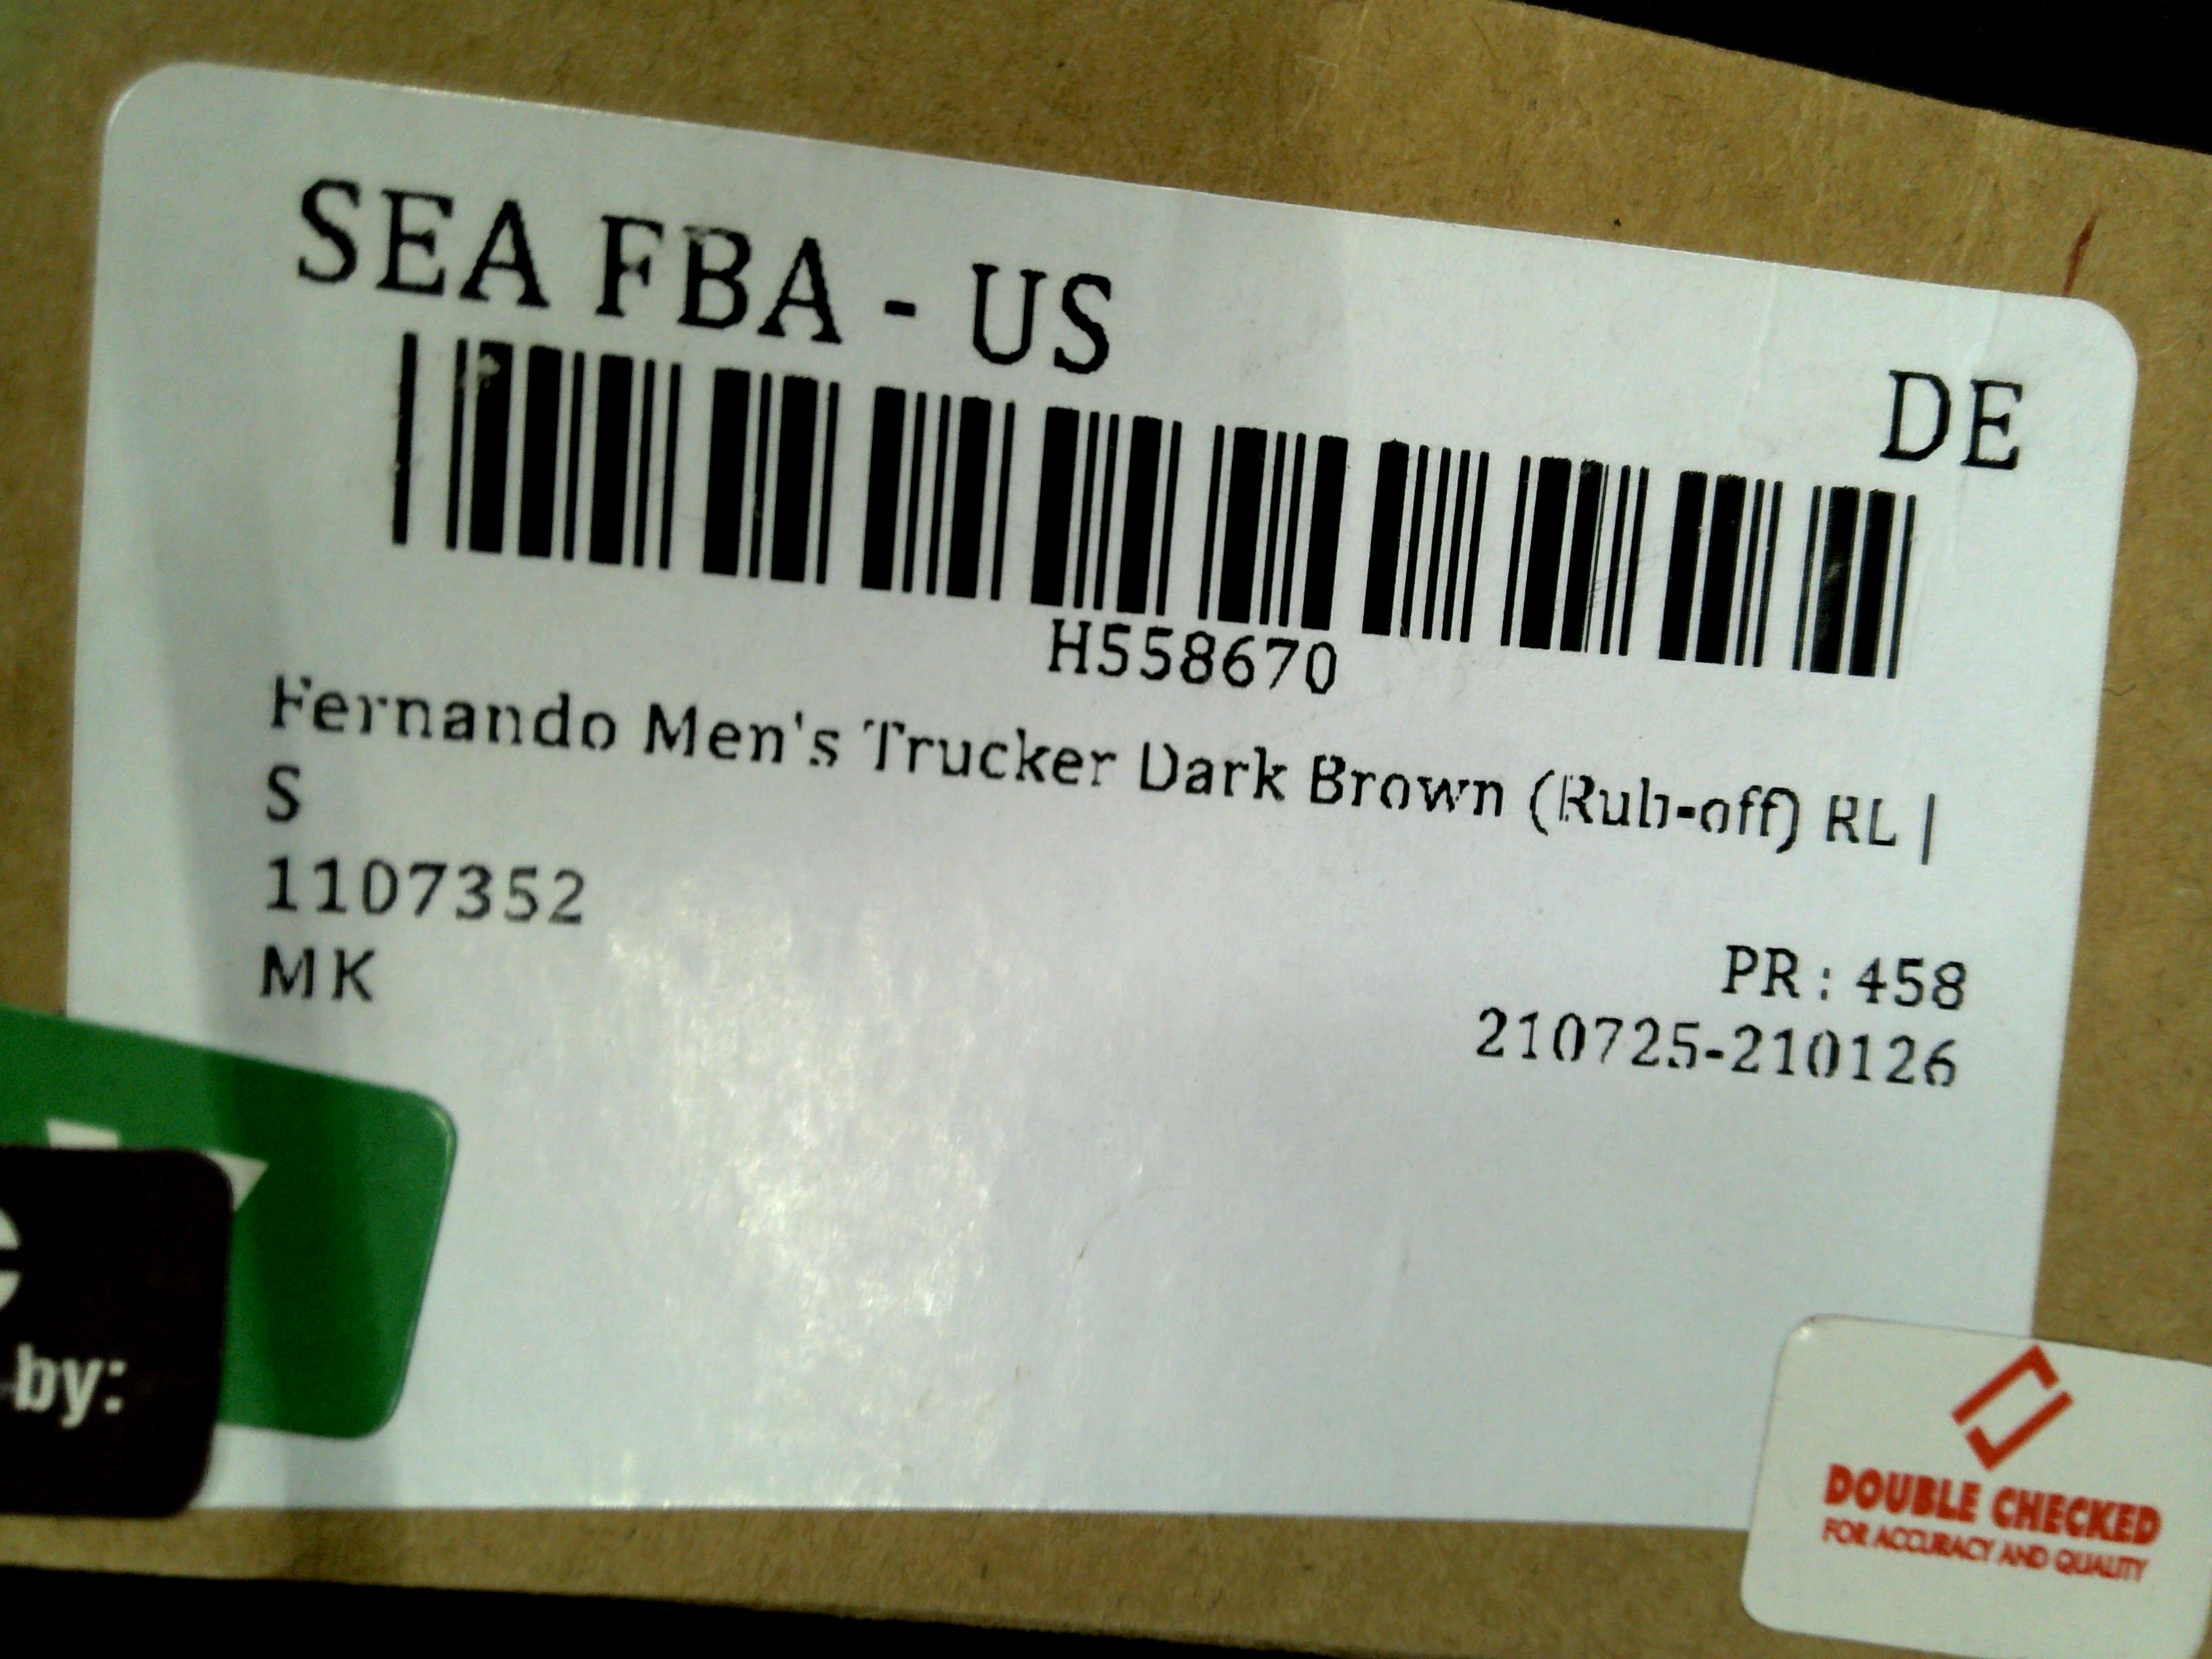 SEA FBA - US
DE
H558670
Fernando Men's Trucker Dark Brown (Rub-off) RL |
S
1107352
MK
PR : 458
210725-210126
by:
DOUBLE CHECKED
FOR ACCURACY AND QUALITY